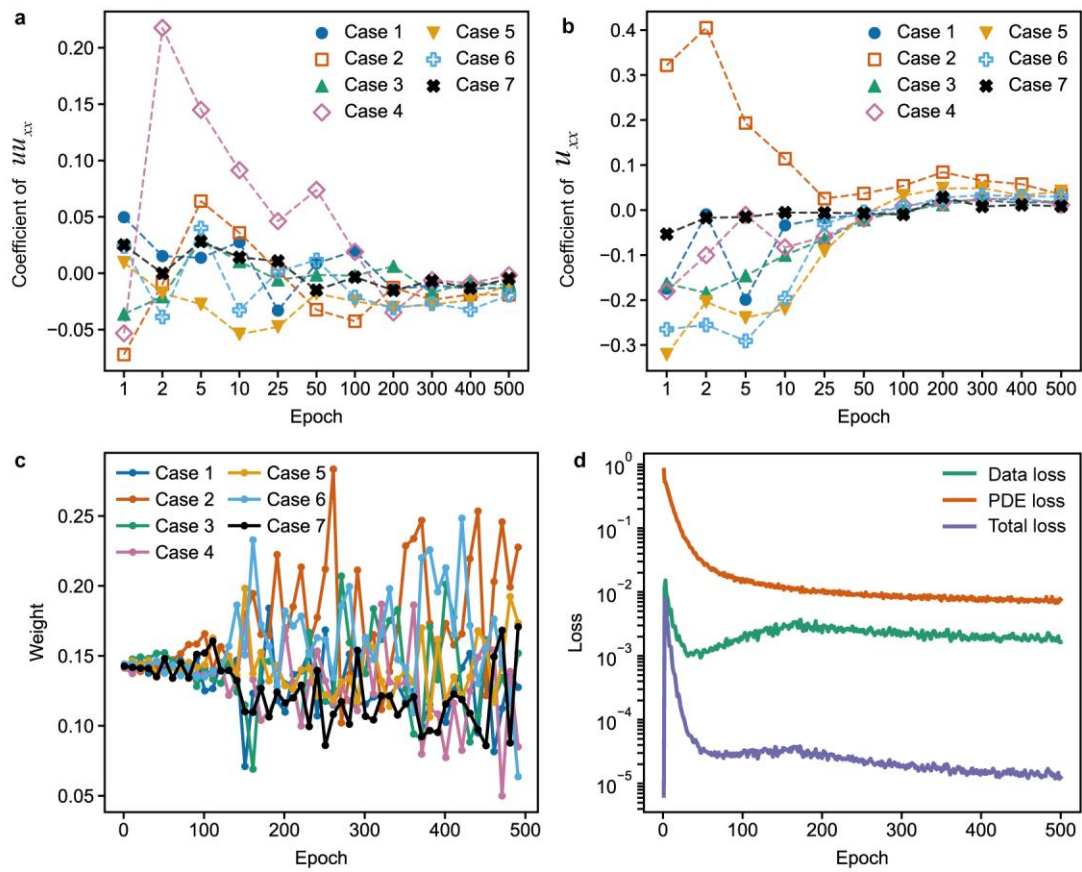 a
Case 1
Case 5
Case 2
Case 6
Case 3
Case 7
Case 4
0.20
0.15
0.10
0.05
0.00
−0.05
Coefficient of uu_xx
1 2 5 10 25 50 100 200 300 400 500
Epoch
b
Case 1
Case 5
Case 2
Case 6
Case 3
Case 7
Case 4
0.4
0.3
0.2
0.1
0.0
−0.1
−0.2
−0.3
Coefficient of u_xx
1 2 5 10 25 50 100 200 300 400 500
Epoch
c
Case 1
Case 5
Case 2
Case 6
Case 3
Case 7
Case 4
0.25
0.20
0.15
0.10
0.05
Weight
0 100 200 300 400 500
Epoch
d
Data loss
PDE loss
Total loss
10⁰
10⁻¹
10⁻²
10⁻³
10⁻⁴
10⁻⁵
Loss
0 100 200 300 400 500
Epoch